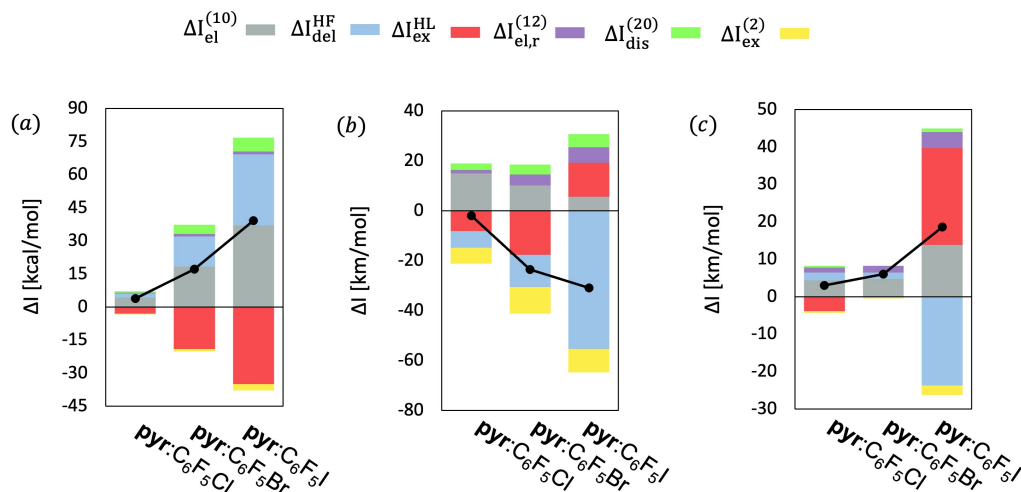 ΔI_el^(10) ΔI_del^HF ΔI_ex^HL ΔI_el,r^(12) ΔI_dis^(20) ΔI_ex^(2)
(a)
ΔI [kcal/mol]
90
75
60
45
30
15
0
-15
-30
-45
pyr:C₆F₅Cl
pyr:C₆F₅Br
pyr:C₆F₅I
(b)
ΔI [km/mol]
40
20
0
-20
-40
-60
-80
pyr:C₆F₅Cl
pyr:C₆F₅Br
pyr:C₆F₅I
(c)
ΔI [km/mol]
50
40
30
20
10
0
-10
-20
-30
pyr:C₆F₅Cl
pyr:C₆F₅Br
pyr:C₆F₅I